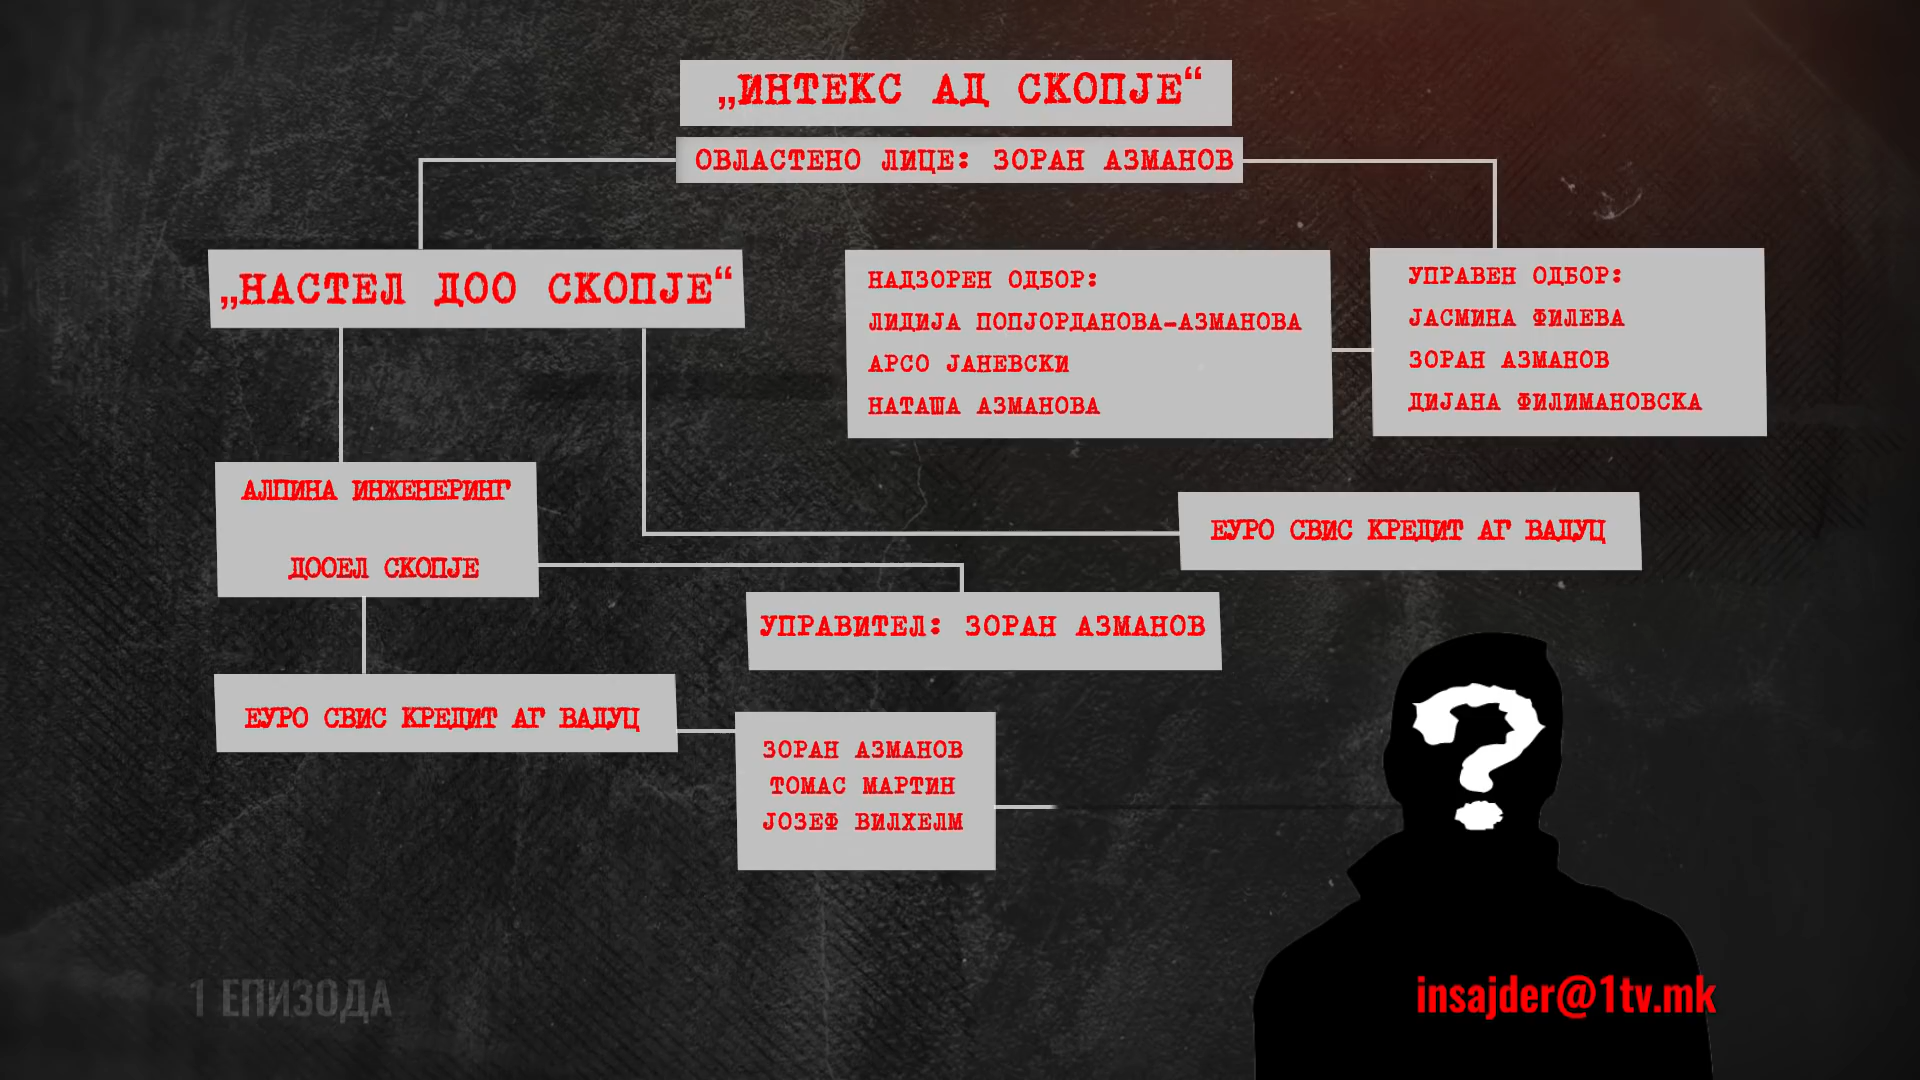 „ИНТЕКС АД СКОПЈЕ“
ОВЛАСТЕНО ЛИЦЕ: ЗОРАН АЗМАНОВ
„НАСТЕЛ ДОО СКОПЈЕ“
НАДЗОРЕН ОДБОР:
ЛИДИЈА ПОПЈОРДАНОВА-АЗМАНОВА
АРСО ЈАНЕВСКИ
НАТАША АЗМАНОВА
УПРАВЕН ОДБОР:
ЈАСМИНА ФИЛЕВА
ЗОРАН АЗМАНОВ
ДИЈАНА ФИЛИМАНОВСКА
АЛПИНА ИНЖЕНЕРИНГ
ДООЕЛ СКОПЈЕ
ЕУРО СВИС КРЕДИТ АГ ВАДУЦ
УПРАВИТЕЛ: ЗОРАН АЗМАНОВ
ЕУРО СВИС КРЕДИТ АГ ВАДУЦ
ЗОРАН АЗМАНОВ
ТОМАС МАРТИН
ЈОЗЕФ ВИЛХЕЛМ
?
1 ЕПИЗОДА
insajder@1tv.mk